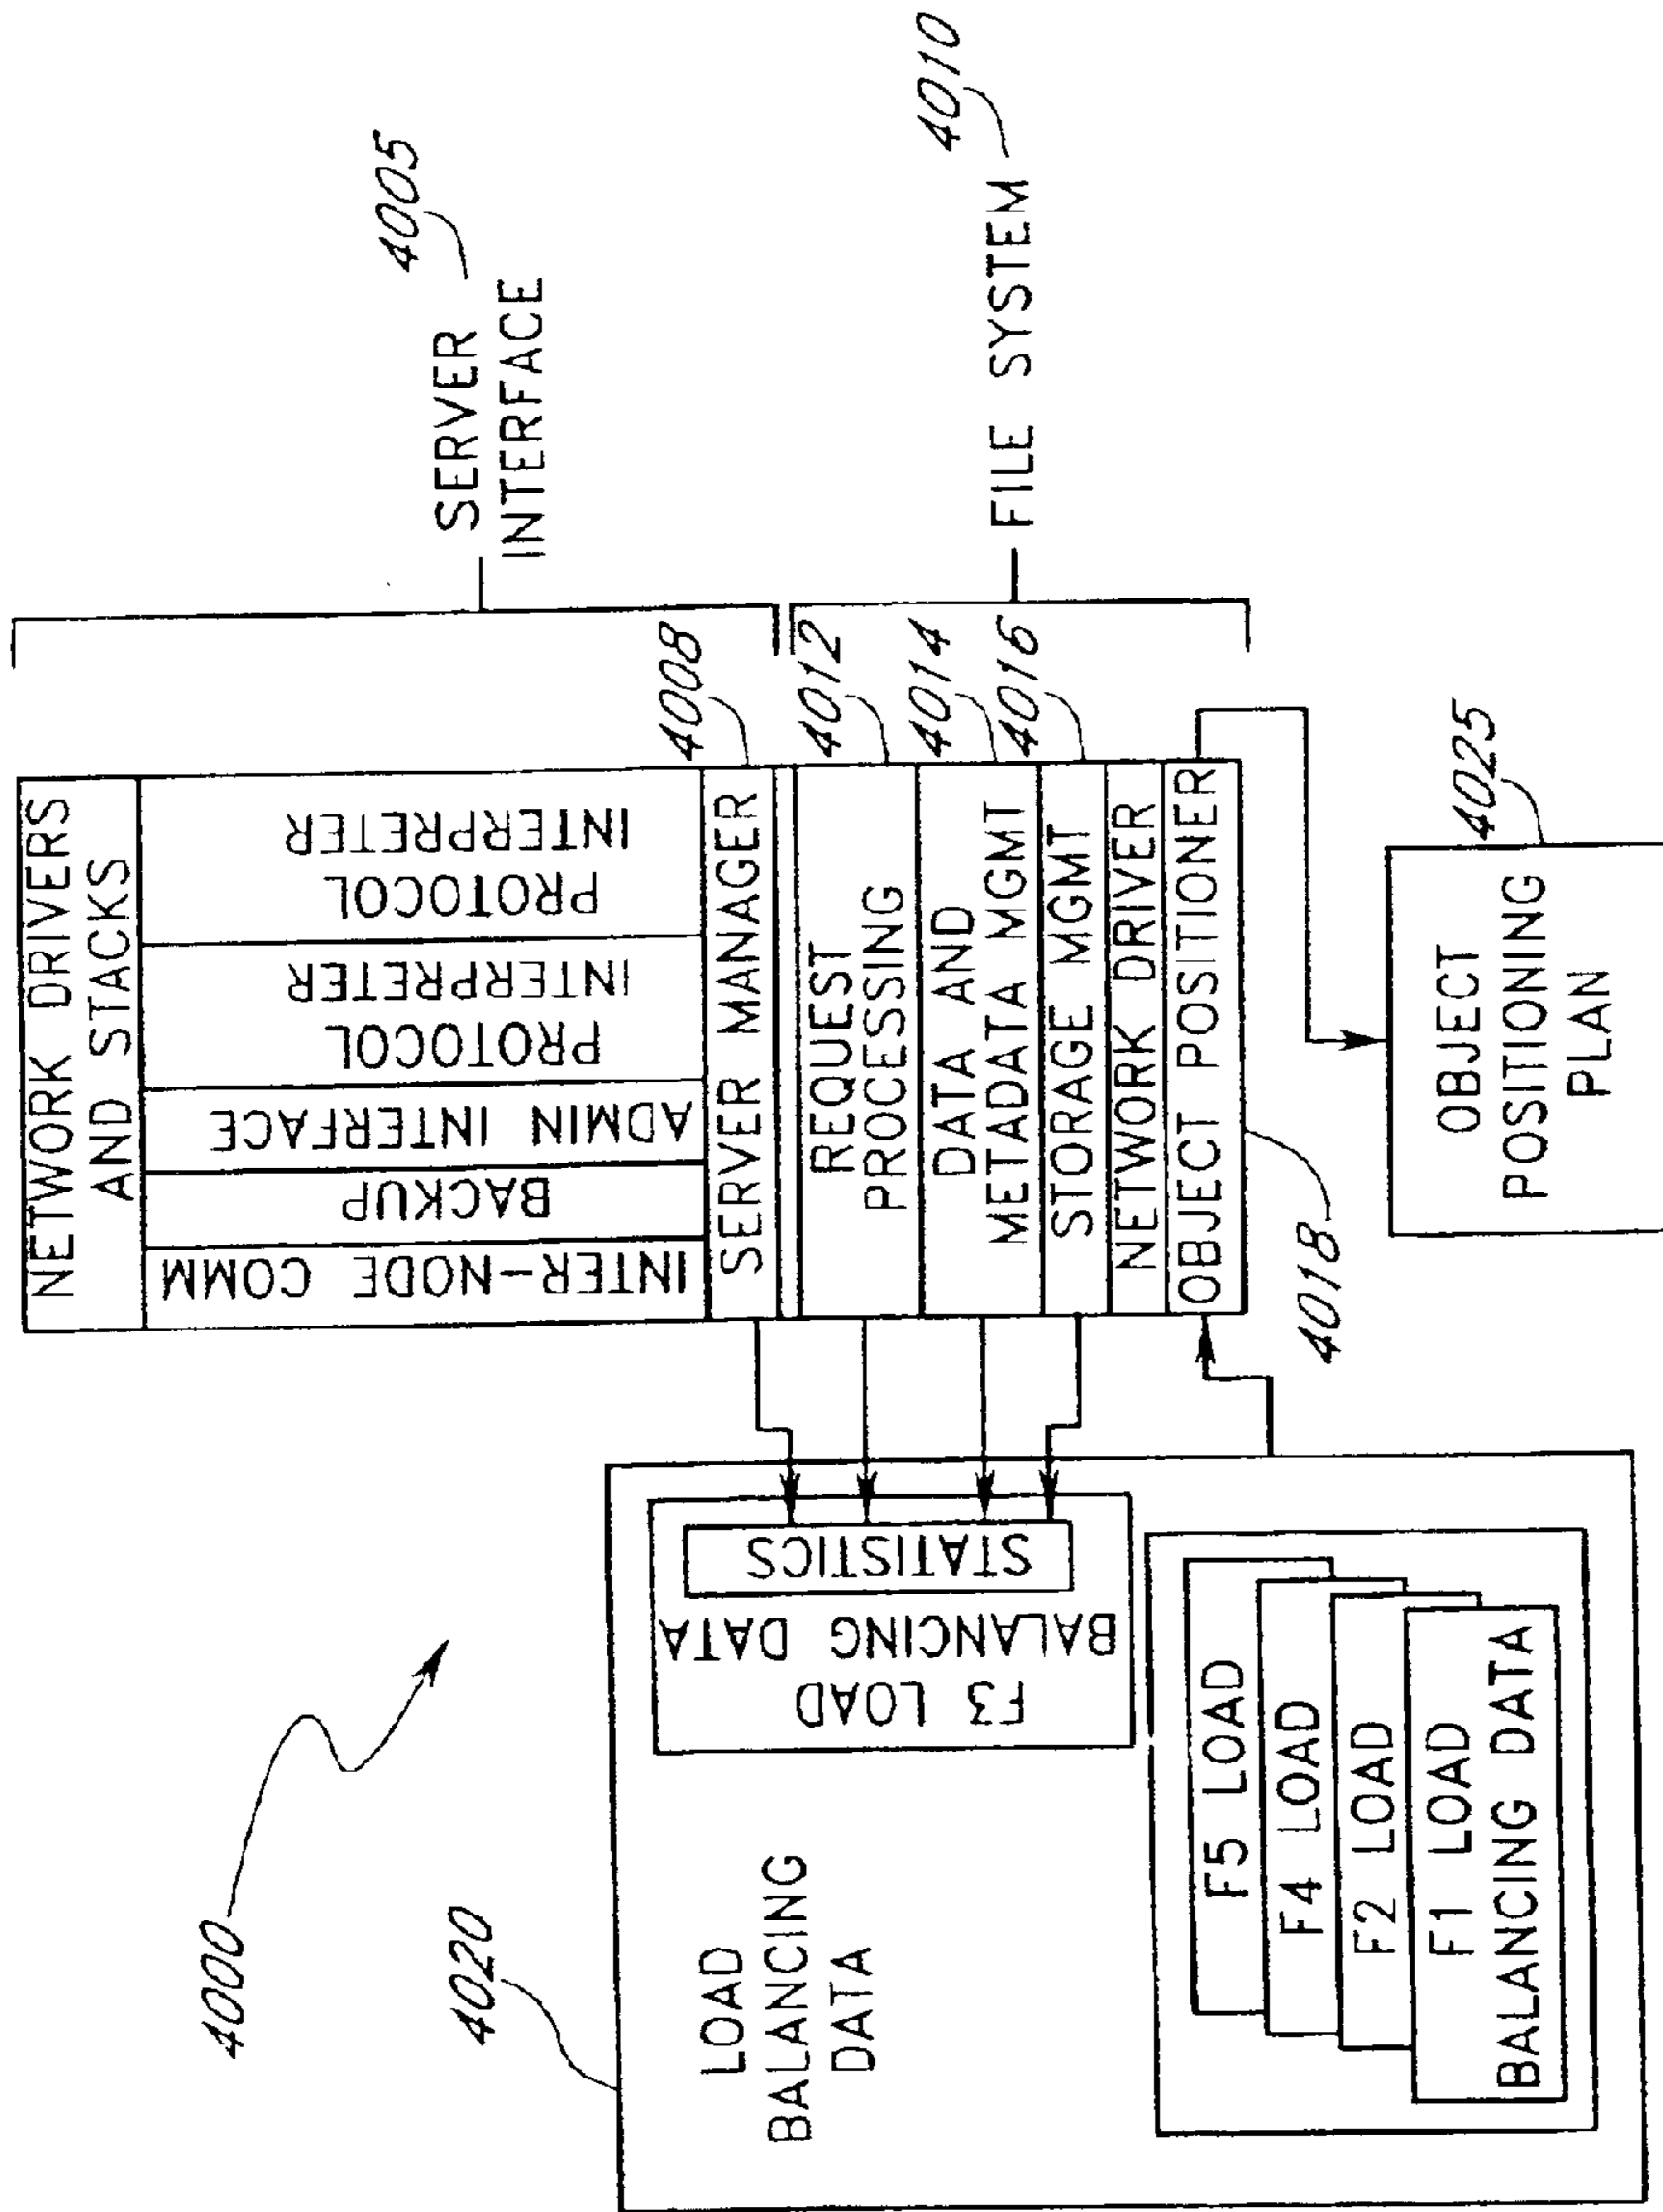 4000
4020
LOAD
BALANCING
DATA
F3 LOAD
BALANCING DATA
STATISTICS
F5 LOAD
F4 LOAD
F2 LOAD
F1 LOAD
BALANCING DATA
NETWORK DRIVERS
AND STACKS
INTER-NODE COMM
BACKUP
ADMIN INTERFACE
PROTOCOL
INTERPRETER
PROTOCOL
INTERPRETER
SERVER MANAGER
4008
REQUEST
PROCESSING
4012
DATA AND
METADATA MGMT
4014
STORAGE MGMT
4016
NETWORK DRIVER
OBJECT POSITIONER
4018
SERVER
INTERFACE
4005
FILE SYSTEM
4010
OBJECT
POSITIONING
PLAN
4025